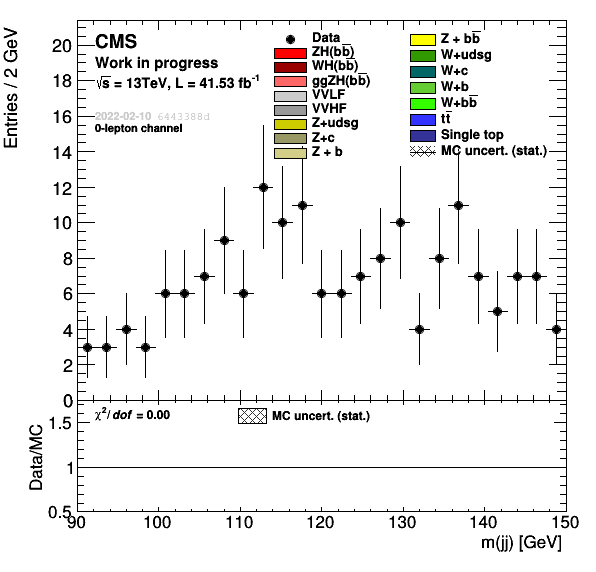 CMS
Work in progress
√s = 13TeV, L = 41.53 fb⁻¹
2022-02-10 6443388d
0-lepton channel
Data
ZH(bb̅)
WH(bb̅)
ggZH(bb̅)
VVLF
VVHF
Z+udsg
Z+c
Z + b
Z + bb̅
W+udsg
W+c
W+b
W+bb̅
tt̅
Single top
MC uncert. (stat.)
Entries / 2 GeV
20
18
16
14
12
10
8
6
4
2
0
χ²/dof = 0.00
MC uncert. (stat.)
Data/MC
1.5
1
0.5
90 100 110 120 130 140 150
m(jj) [GeV]